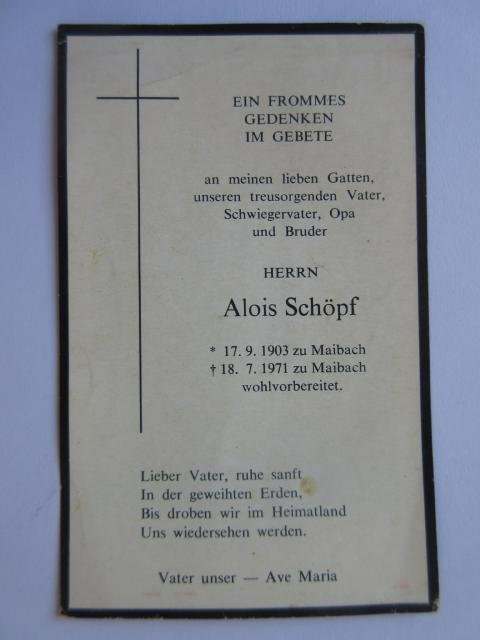 EIN FROMMES
GEDENKEN
IM GEBETE
an meinen lieben Gatten,
unseren treusorgenden Vater,
Schwiegervater, Opa
und Bruder
HERRN
Alois Schöpf
* 17. 9. 1903 zu Maibach
† 18. 7. 1971 zu Maibach
wohlvorbereitet.
Lieber Vater, ruhe sanft
In der geweihten Erden,
Bis droben wir im Heimatland
Uns wiedersehen werden.
Vater unser — Ave Maria